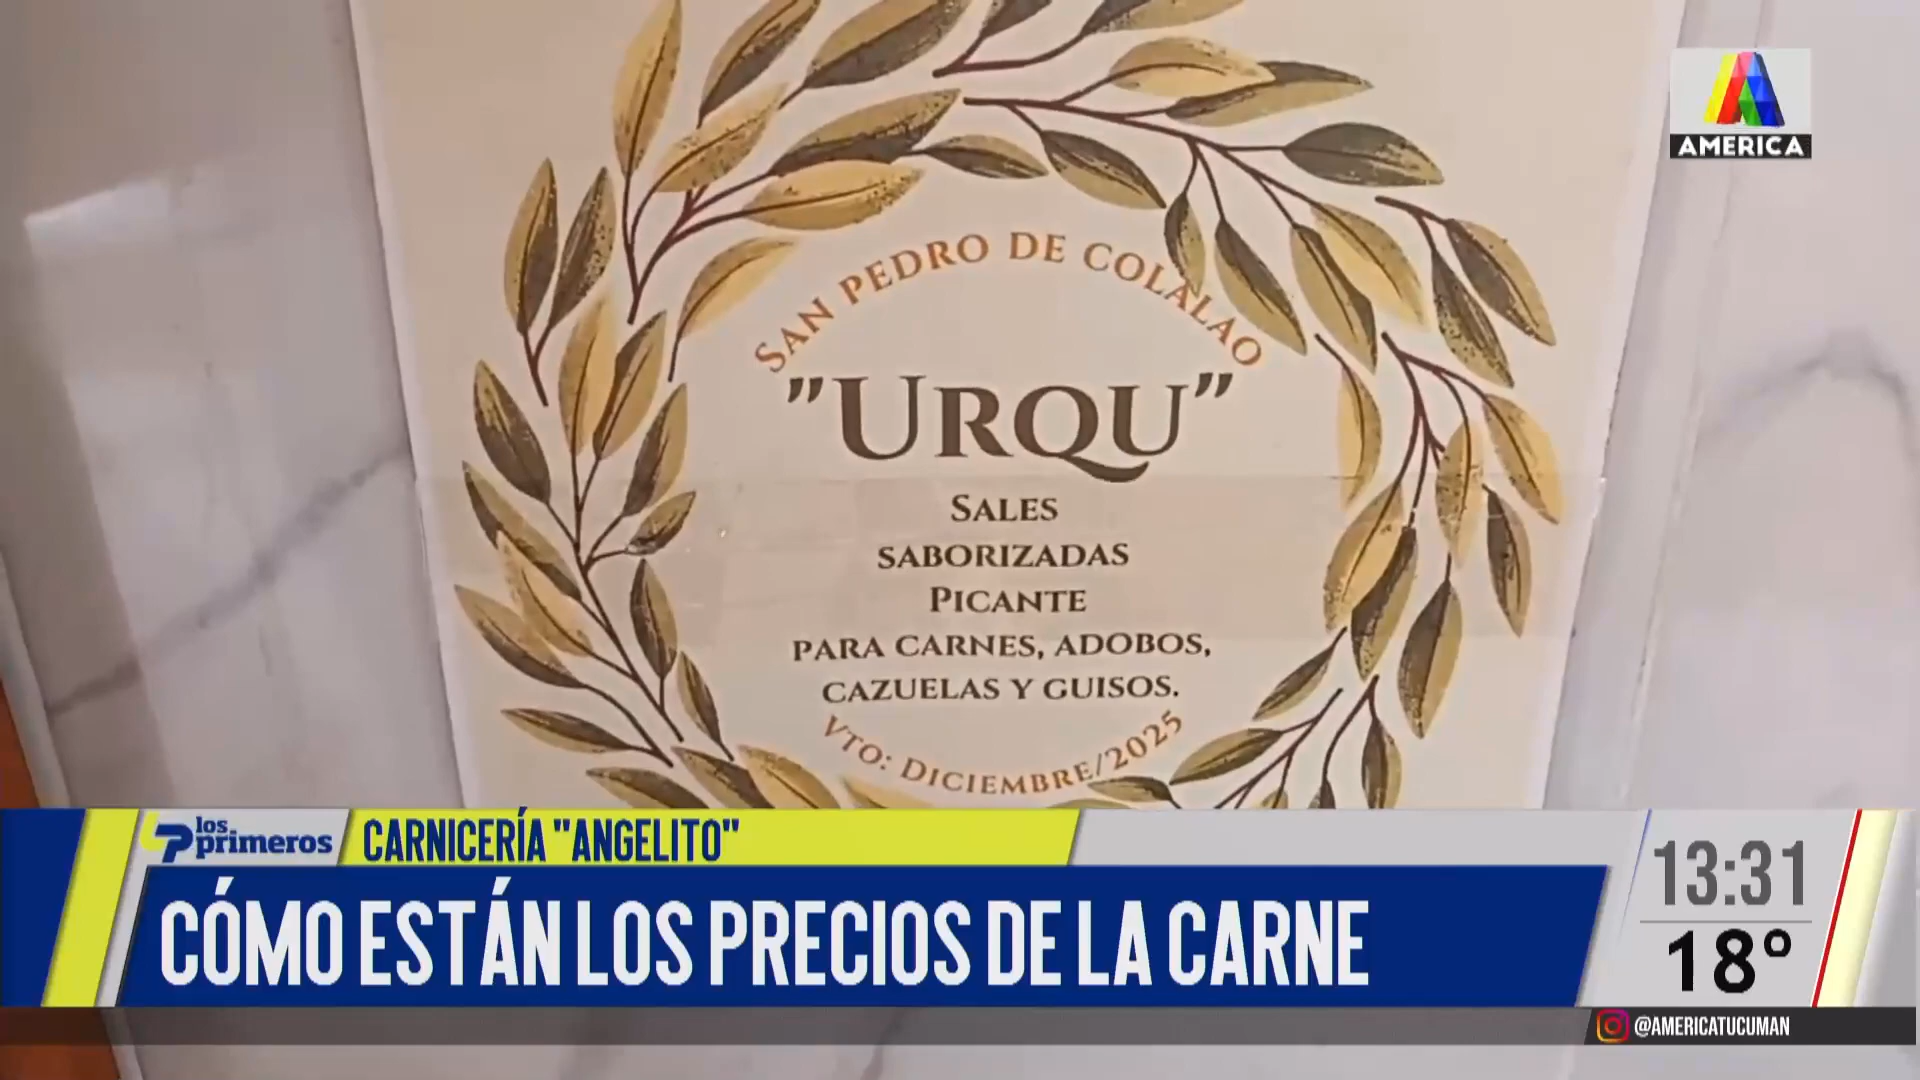 AMERICA
SAN PEDRO DE COLALAO
"URQU"
SALES
SABORIZADAS
PICANTE
PARA CARNES, ADOBOS,
CAZUELAS Y GUISOS.
VTO: DICIEMBRE/2025
los primeros
CARNICERÍA "ANGELITO"
CÓMO ESTÁN LOS PRECIOS DE LA CARNE
13:31
18°
@AMERICATUCUMAN